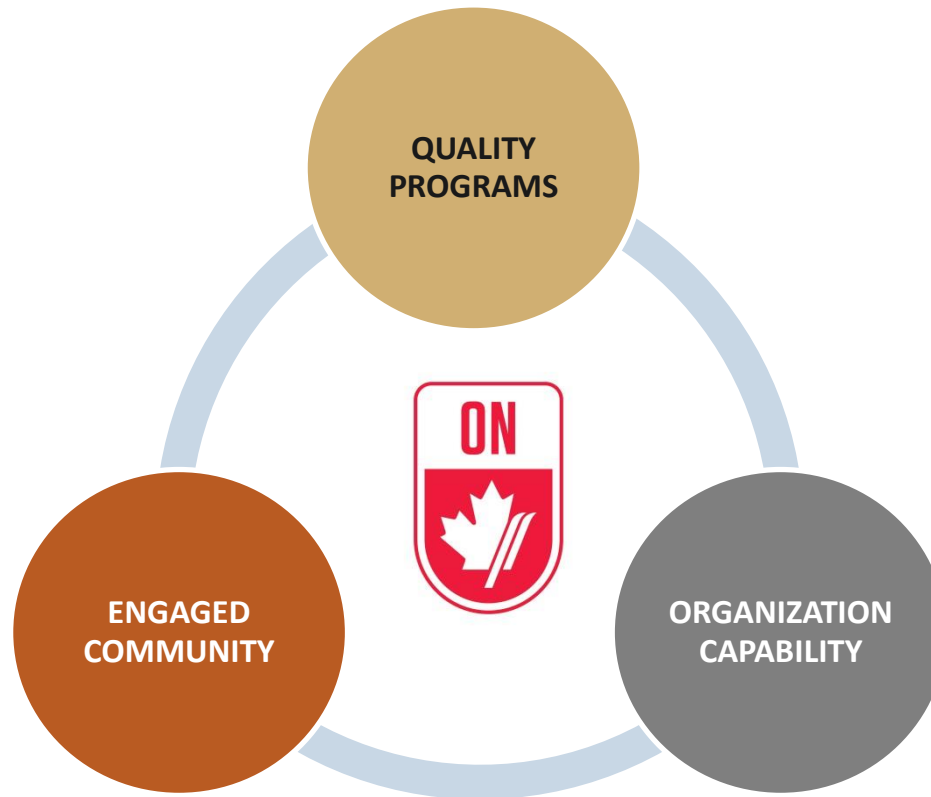 QUALITY
PROGRAMS
ON
ENGAGED
COMMUNITY
ORGANIZATION
CAPABILITY